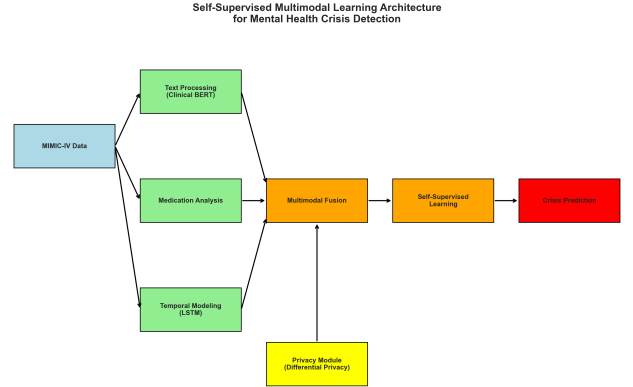 Self-Supervised Multimodal Learning Architecture
for Mental Health Crisis Detection
Text Processing
(Clinical BERT)
MIMIC-IV Data
Medication Analysis
Multimodal Fusion
Self-Supervised
Learning
Crisis Prediction
Temporal Modeling
(LSTM)
Privacy Module
(Differential Privacy)